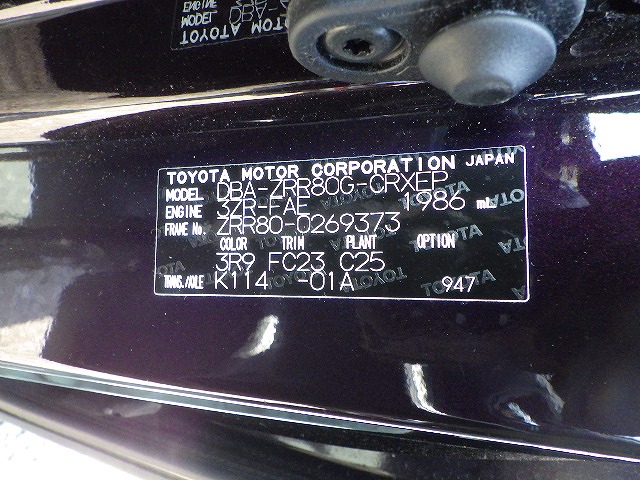 TOYOTA MOTOR CORPORATION JAPAN
MODEL DBA-ZRR80G-CRXEP
ENGINE 3ZR-FAE 1986 mL
FRAME No. ZRR80-0269373
COLOR TRIM PLANT OPTION
3R9 FC23 C25
TRANS./AXLE K114 -01A 947